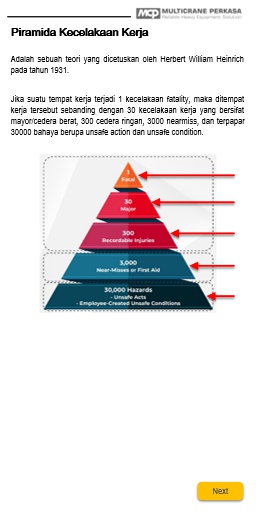 MCP MULTICRANE PERKASA
Reliable Heavy Equipment Solution
Piramida Kecelakaan Kerja
Adalah sebuah teori yang dicetuskan oleh Herbert William Heinrich
pada tahun 1931.
Jika suatu tempat kerja terjadi 1 kecelakaan fatality, maka ditempat
kerja tersebut sebanding dengan 30 kecelakaan kerja yang bersifat
mayor/cedera berat, 300 cedera ringan, 3000 nearmiss, dan terpapar
30000 bahaya berupa unsafe action dan unsafe condition.
1
Fatal
30
Major
300
Recordable Injuries
3,000
Near-Misses or First Aid
30,000 Hazards
- Unsafe Acts
- Employee-Created Unsafe Conditions
Next